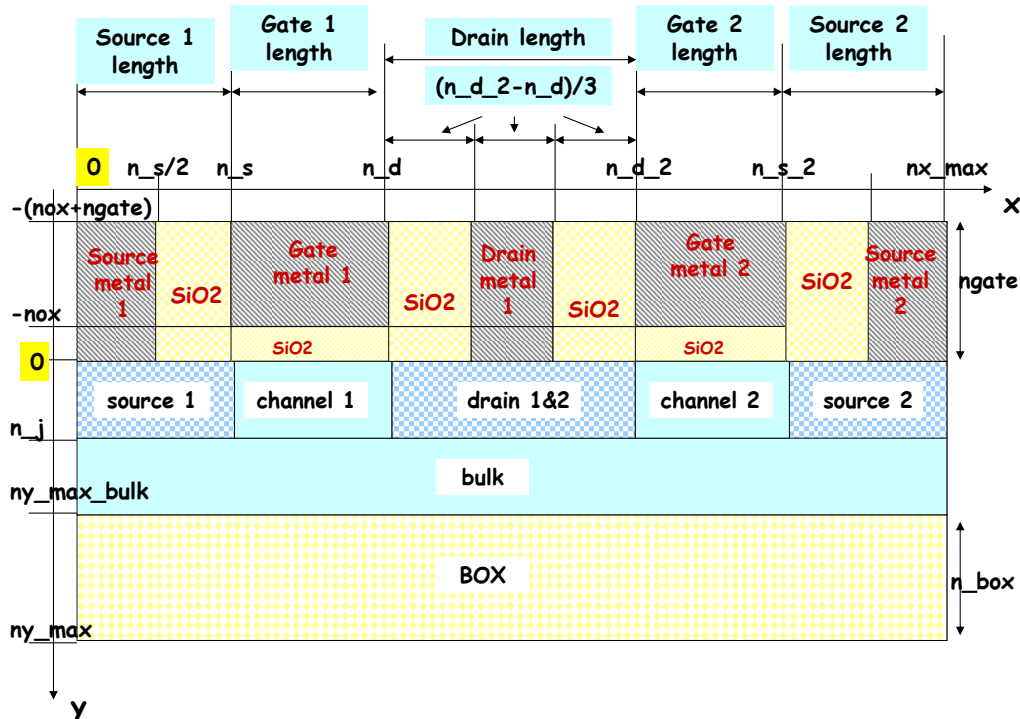 Source 1
length
Gate 1
length
Drain length
Gate 2
length
Source 2
length
(n_d_2-n_d)/3
0
n_s/2
n_s
n_d
n_d_2
n_s_2
nx_max
x
-(nox+ngate)
Source
metal
1
SiO2
Gate
metal 1
SiO2
Drain
metal
1
SiO2
Gate
metal 2
SiO2
Source
metal
2
ngate
-nox
SiO2
SiO2
0
source 1
channel 1
drain 1&2
channel 2
source 2
n_j
bulk
ny_max_bulk
BOX
n_box
ny_max
y